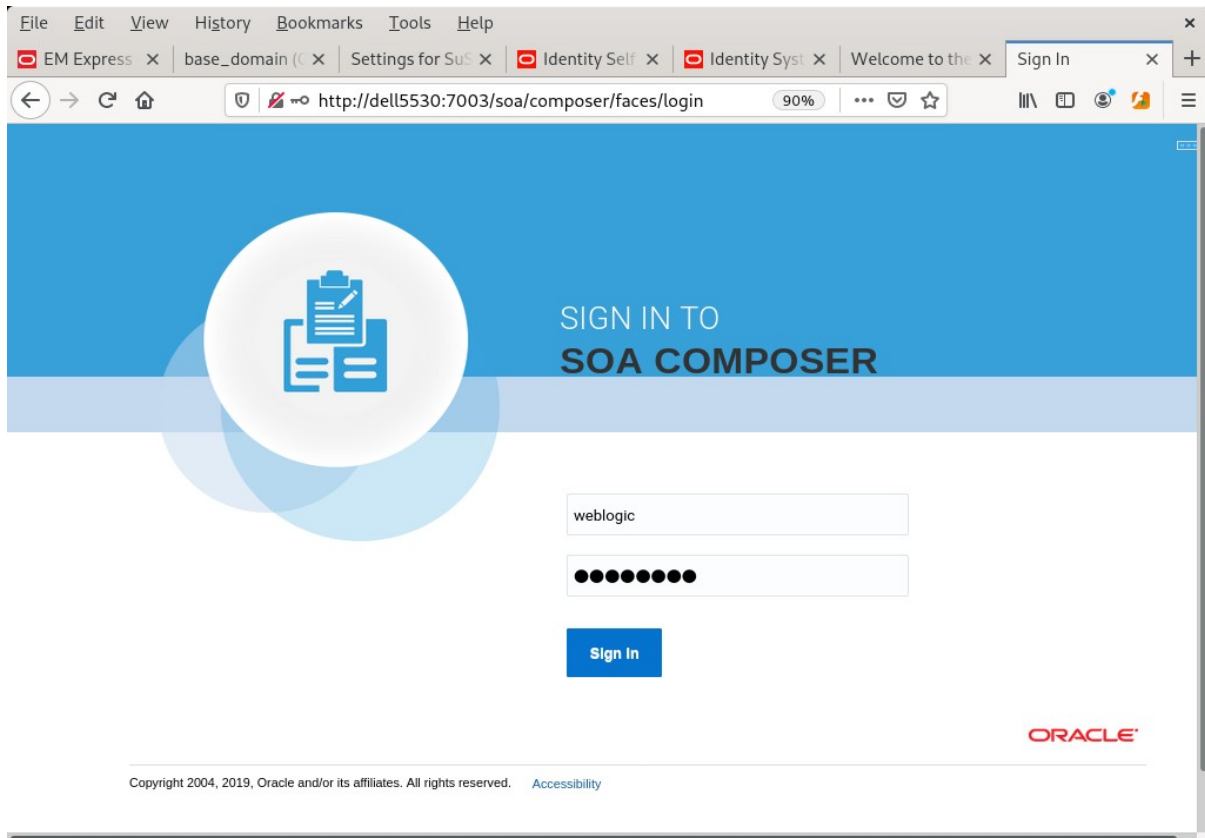 File Edit View History Bookmarks Tools Help
EM Express base_domain (C Settings for SuS Identity Self Identity Syst Welcome to the Sign In
http://dell5530:7003/soa/composer/faces/login 90%
SIGN IN TO
SOA COMPOSER
weblogic
Sign In
ORACLE
Copyright 2004, 2019, Oracle and/or its affiliates. All rights reserved. Accessibility